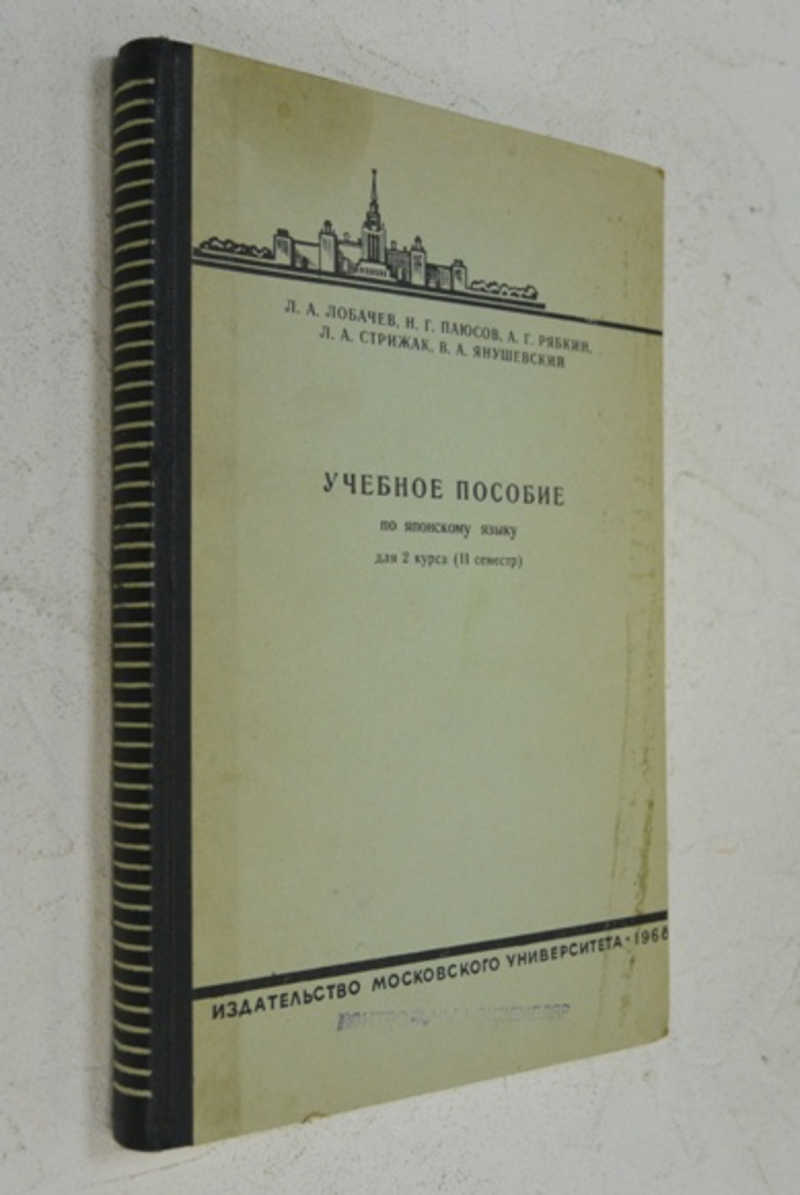 Л. А. ЛОБАЧЕВ, Н. Г. ПАЮСОВ, А. Г. РЯБКИН,
Л. А. СТРИЖАК, В. А. ЯНУШЕВСКИЙ
УЧЕБНОЕ ПОСОБИЕ
по японскому языку
для 2 курса (II семестр)
ИЗДАТЕЛЬСТВО МОСКОВСКОГО УНИВЕРСИТЕТА - 1966